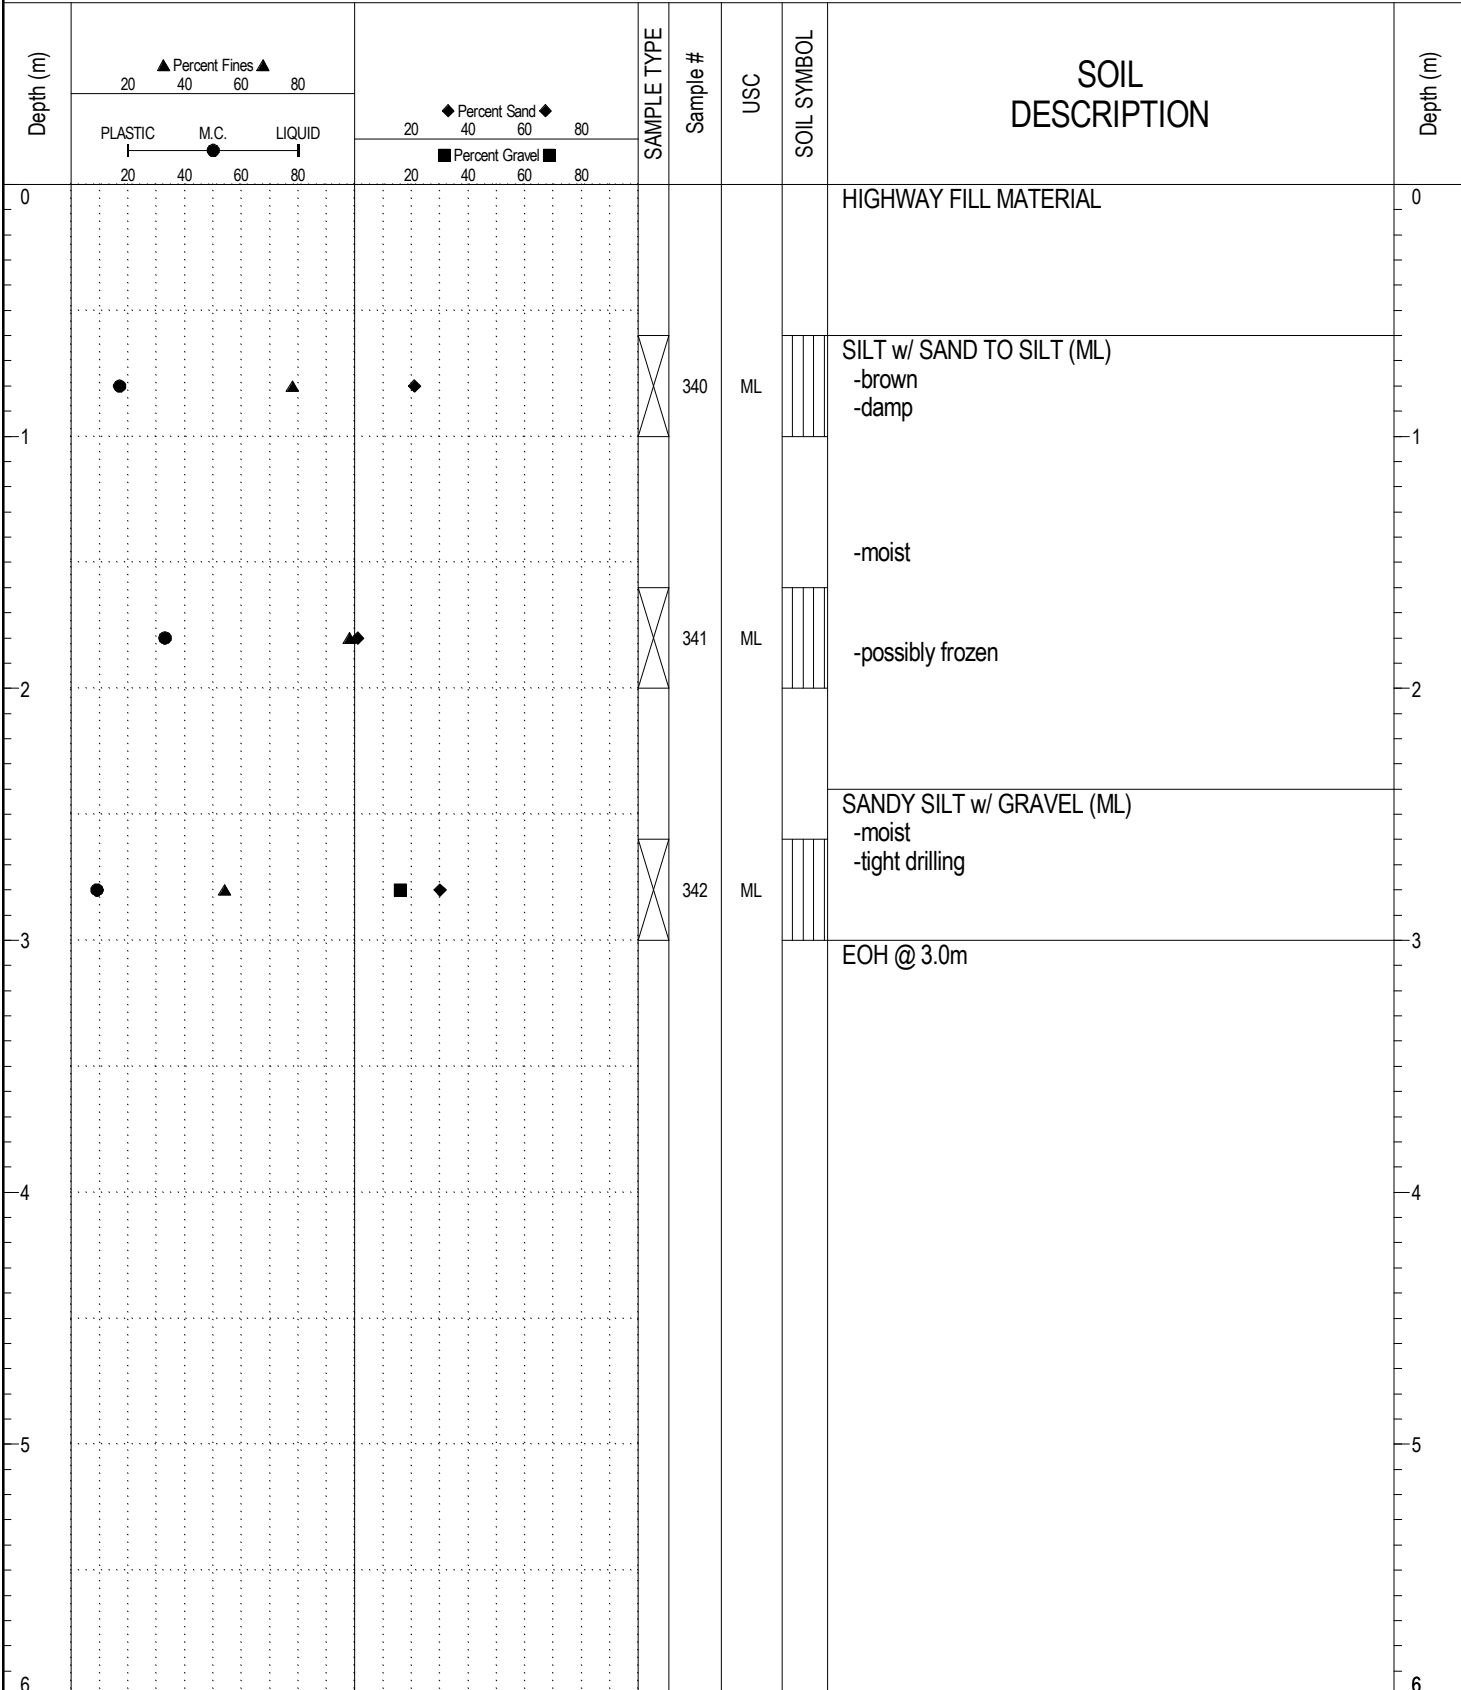 Depth (m)
▲ Percent Fines ▲
20 40 60 80
PLASTIC M.C. LIQUID
20 40 60 80
◆ Percent Sand ◆
20 40 60 80
■ Percent Gravel ■
20 40 60 80
SAMPLE TYPE
Sample #
USC
SOIL SYMBOL
SOIL
DESCRIPTION
Depth (m)
0 HIGHWAY FILL MATERIAL 0
SILT w/ SAND TO SILT (ML)
340 ML -brown
-damp
1 1
-moist
341 ML -possibly frozen
2 2
SANDY SILT w/ GRAVEL (ML)
-moist
-tight drilling
342 ML
3 3
EOH @ 3.0m
4 4
5 5
6 6